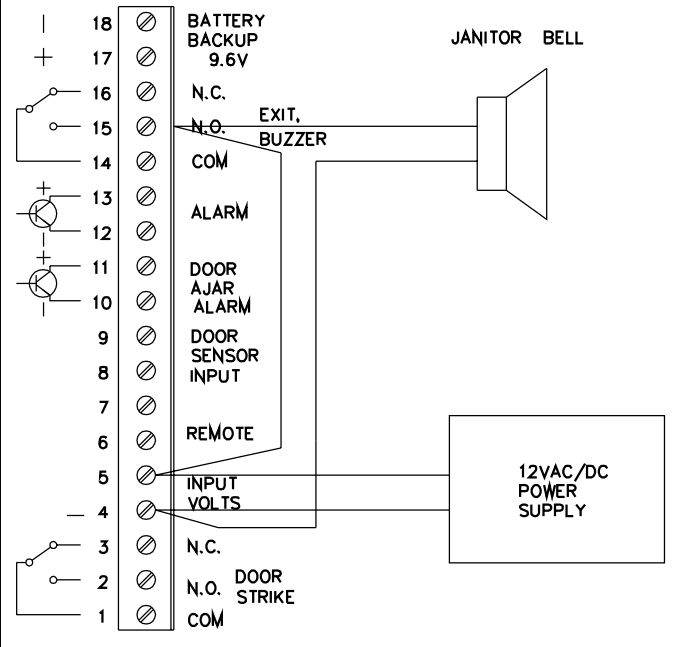 18 BATTERY
BACKUP
17 9.6V
JANITOR BELL
16 N.C.
15 N.O. EXIT,
BUZZER
14 COM
13
ALARM
12
11 DOOR
AJAR
10 ALARM
9 DOOR
SENSOR
8 INPUT
7
6 REMOTE
5 INPUT
4 VOLTS
12VAC/DC
POWER
SUPPLY
3 N.C.
2 N.O. DOOR
STRIKE
1 COM